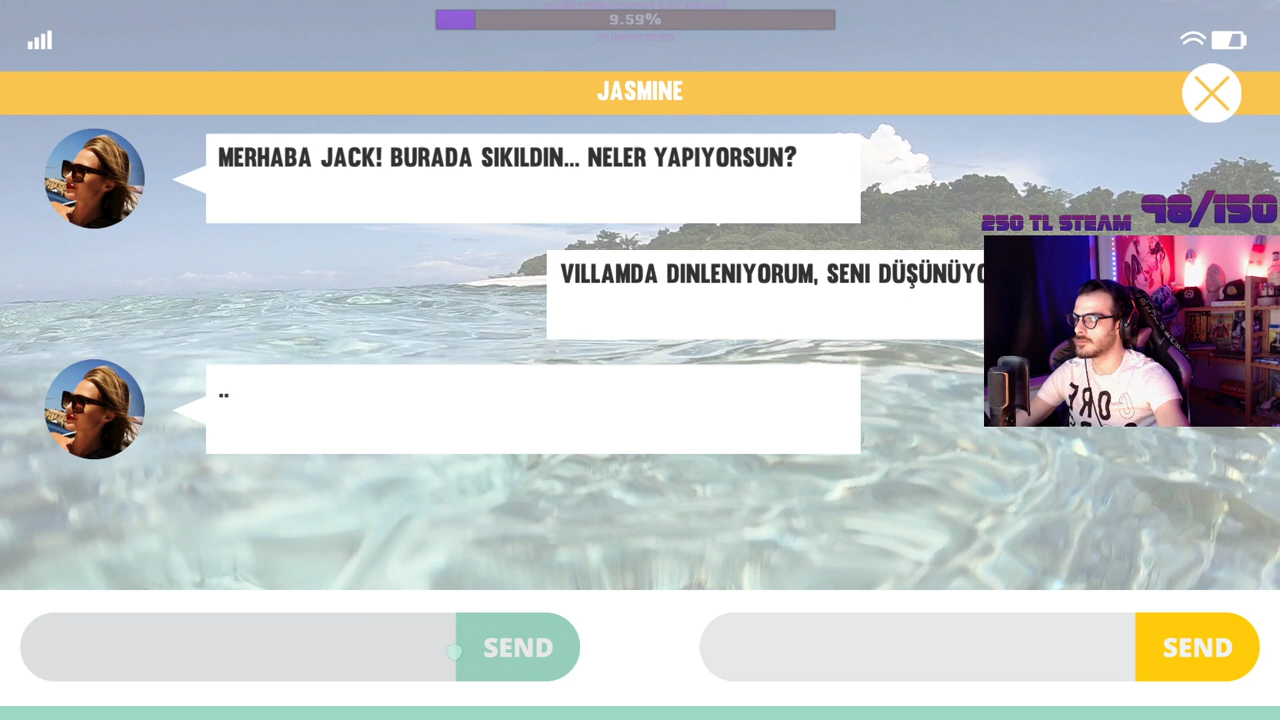 9.59%
JASMINE
MERHABA JACK! BURADA SIKILDIN... NELER YAPIYORSUN?
98/150
250 TL STEAM
VILLAMDA DINLENIYORUM, SENI DÜŞÜNÜYO
..
SEND
SEND